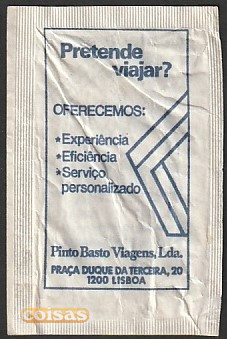 Pretende
viajar?
OFERECEMOS:
*Experiência
*Eficiência
*Serviço
personalizado
Pinto Basto Viagens, Lda.
PRAÇA DUQUE DA TERCEIRA, 20
1200 LISBOA
coisas